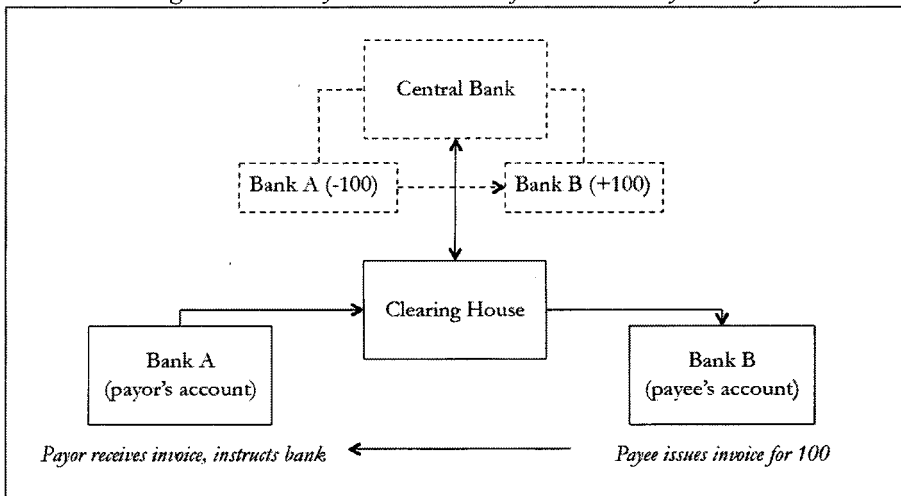 Central Bank
Bank A (-100)
Bank B (+100)
Clearing House
Bank A
(payor's account)
Bank B
(payee's account)
Payor receives invoice, instructs bank
Payee issues invoice for 100